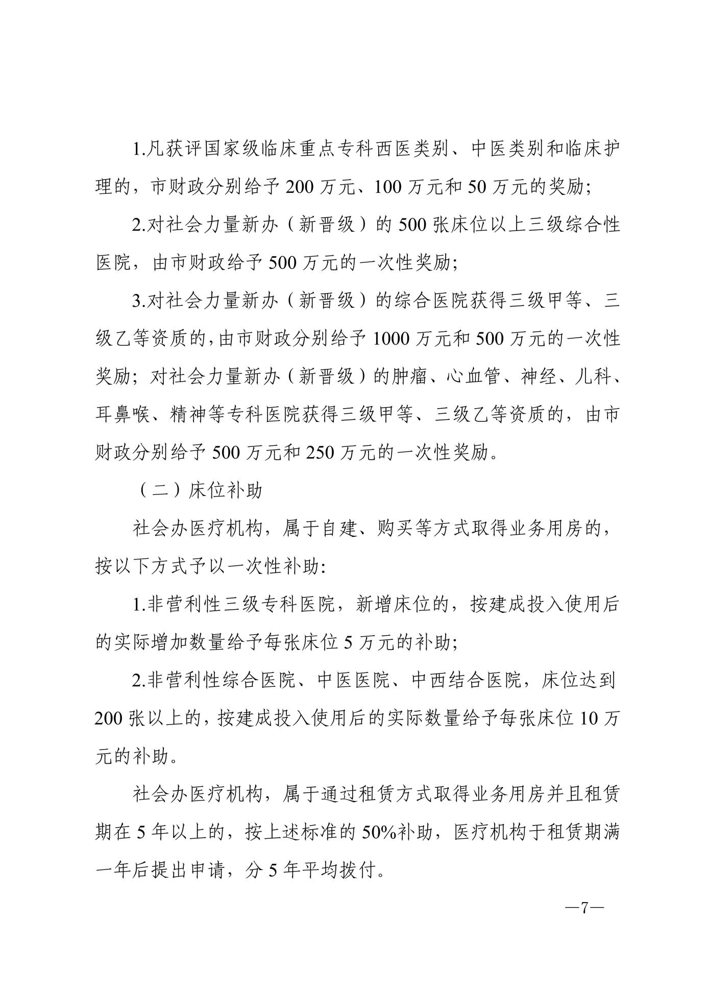 1.凡获评国家级临床重点专科西医类别、中医类别和临床护
理的，市财政分别给予 200 万元、100 万元和 50 万元的奖励；
2.对社会力量新办（新晋级）的 500 张床位以上三级综合性
医院，由市财政给予 500 万元的一次性奖励；
3.对社会力量新办（新晋级）的综合医院获得三级甲等、三
级乙等资质的，由市财政分别给予 1000 万元和 500 万元的一次性
奖励；对社会力量新办（新晋级）的肿瘤、心血管、神经、儿科、
耳鼻喉、精神等专科医院获得三级甲等、三级乙等资质的，由市
财政分别给予 500 万元和 250 万元的一次性奖励。
（二）床位补助
社会办医疗机构，属于自建、购买等方式取得业务用房的，
按以下方式予以一次性补助：
1.非营利性三级专科医院，新增床位的，按建成投入使用后
的实际增加数量给予每张床位 5 万元的补助；
2.非营利性综合医院、中医医院、中西结合医院，床位达到
200 张以上的，按建成投入使用后的实际数量给予每张床位 10 万
元的补助。
社会办医疗机构，属于通过租赁方式取得业务用房并且租赁
期在 5 年以上的，按上述标准的 50%补助，医疗机构于租赁期满
一年后提出申请，分 5 年平均拨付。
—7—